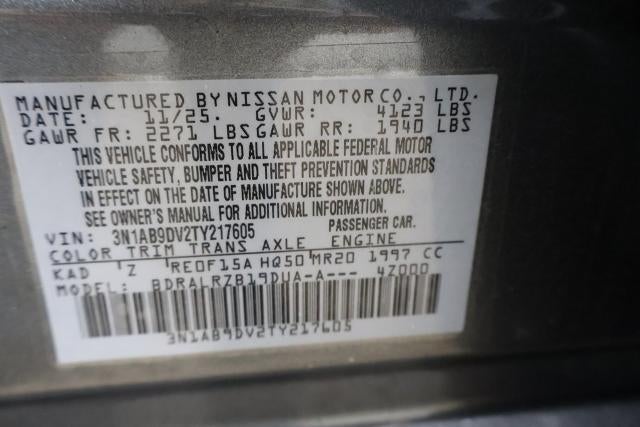 MANUFACTURED BY NISSAN MOTOR CO., LTD.
DATE: 11/25. GVWR: 4123 LBS
GAWR FR: 2271 LBS GAWR RR: 1940 LBS
THIS VEHICLE CONFORMS TO ALL APPLICABLE FEDERAL MOTOR
VEHICLE SAFETY, BUMPER AND THEFT PREVENTION STANDARDS
IN EFFECT ON THE DATE OF MANUFACTURE SHOWN ABOVE.
SEE OWNER'S MANUAL FOR ADDITIONAL INFORMATION.
VIN: 3N1AB9DV2TY217605 PASSENGER CAR.
COLOR TRIM TRANS AXLE ENGINE
KAD Z RE0F15A HQ50 MR20 1997 CC
MODEL: BDRALRZB19DUA-A--- 4Z000
3N1AB9DV2TY217605